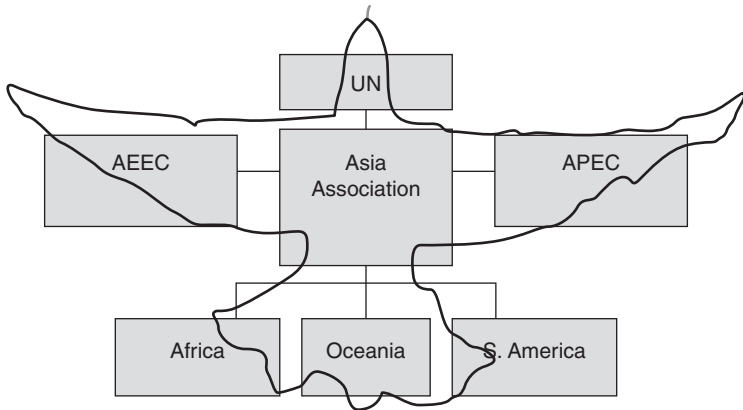 UN
AEEC
Asia
Association
APEC
Africa
Oceania
S. America